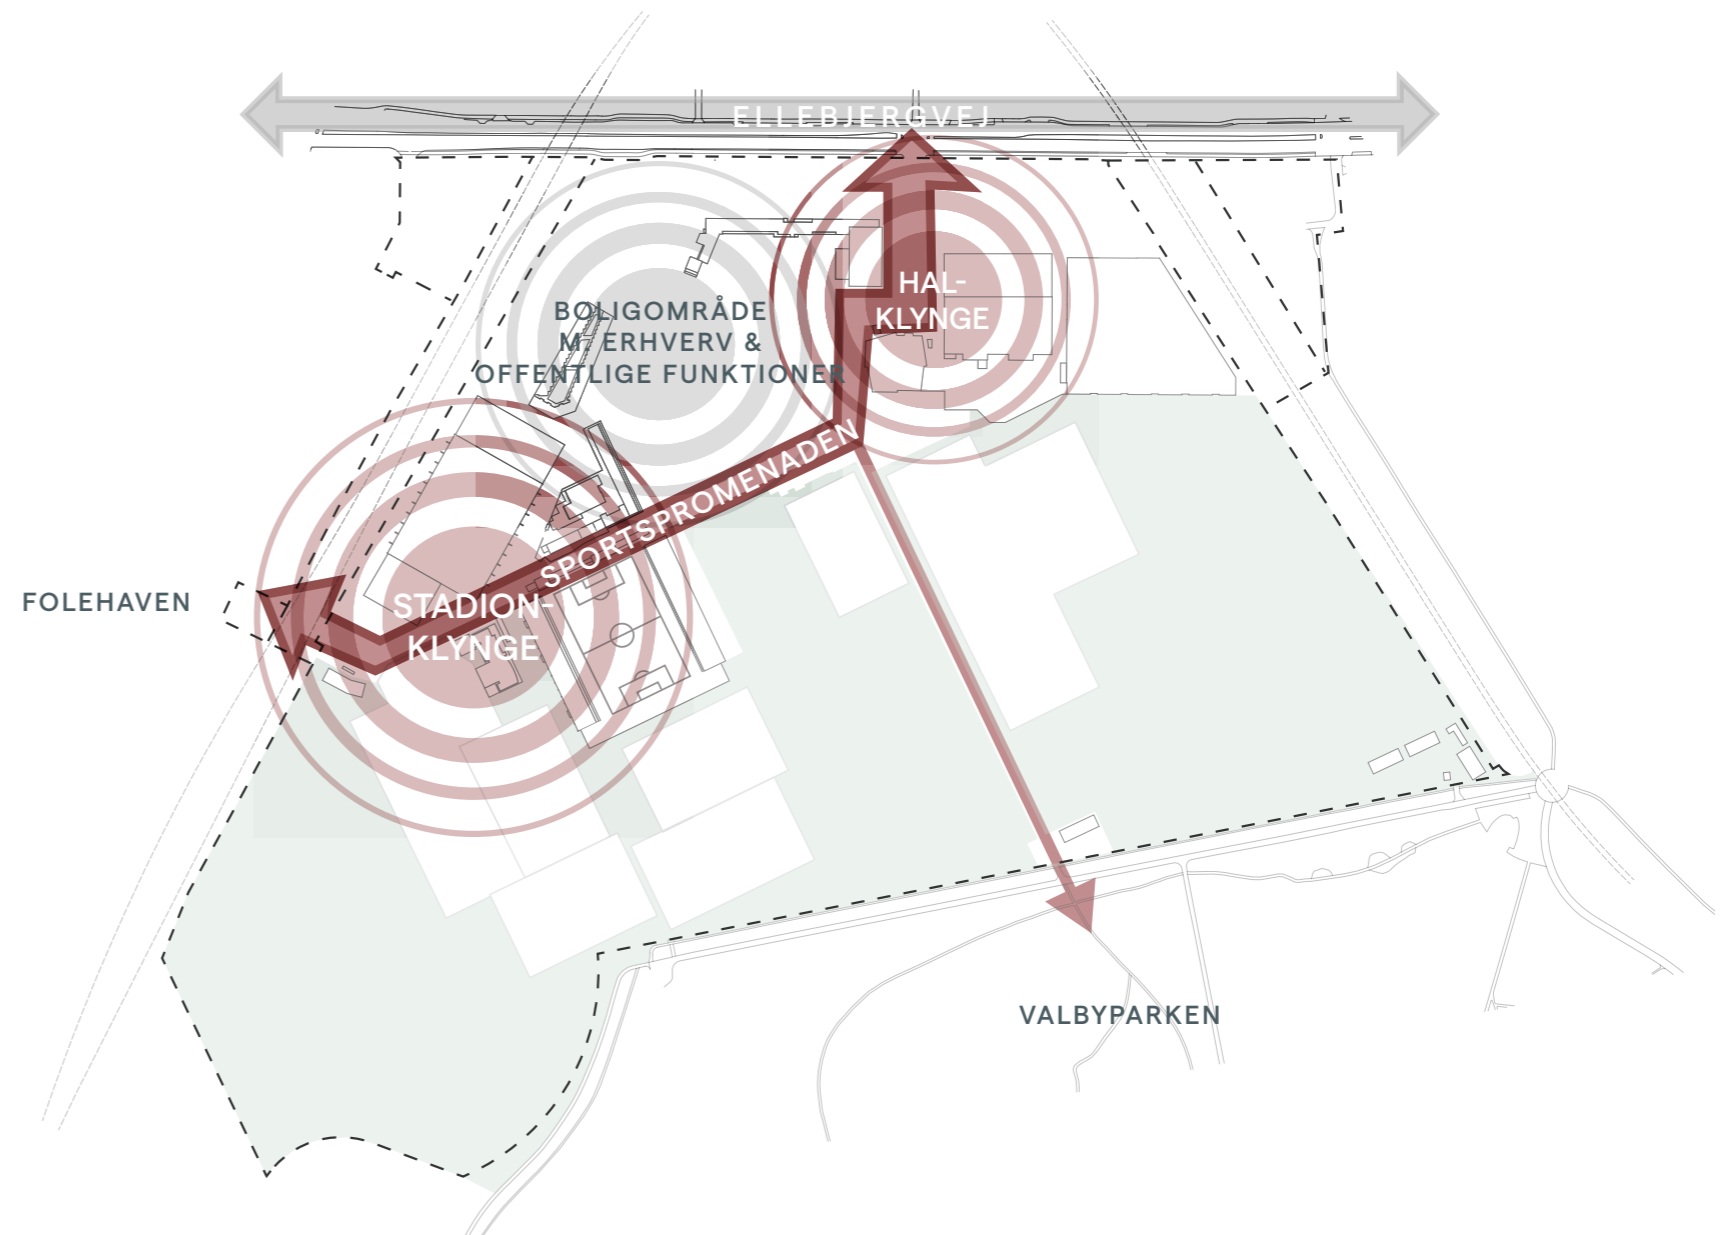 ELLEBJERGVEJ
HAL-
KLYNGE
BOLIGOMRÅDE
M. ERHVERV &
OFFENTLIGE FUNKTIONER
SPORTSPROMENADEN
STADION-
KLYNGE
FOLEHAVEN
VALBYPARKEN